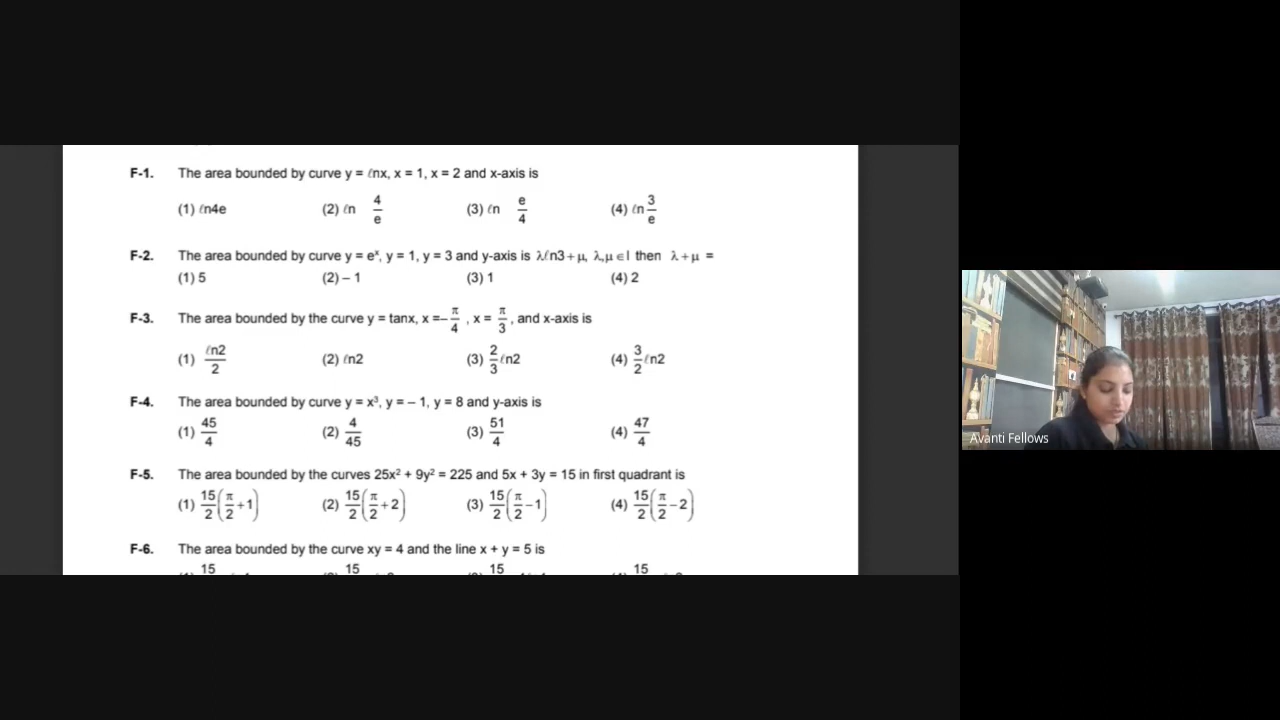 F-1. The area bounded by curve y = ℓnx, x = 1, x = 2 and x-axis is
(1) ℓn4e (2) ℓn 4/e (3) ℓn e/4 (4) ℓn 3/e
F-2. The area bounded by curve y = eˣ, y = 1, y = 3 and y-axis is λℓn3 + μ, λ,μ ∈ I then λ + μ =
(1) 5 (2) – 1 (3) 1 (4) 2
F-3. The area bounded by the curve y = tanx, x = – π/4 , x = π/3 , and x-axis is
(1) ℓn2/2 (2) ℓn2 (3) 2/3 ℓn2 (4) 3/2 ℓn2
F-4. The area bounded by curve y = x³, y = – 1, y = 8 and y-axis is
(1) 45/4 (2) 4/45 (3) 51/4 (4) 47/4
F-5. The area bounded by the curves 25x² + 9y² = 225 and 5x + 3y = 15 in first quadrant is
(1) 15/2 (π/2 + 1) (2) 15/2 (π/2 + 2) (3) 15/2 (π/2 – 1) (4) 15/2 (π/2 – 2)
F-6. The area bounded by the curve xy = 4 and the line x + y = 5 is
15 15 15 15
Avanti Fellows